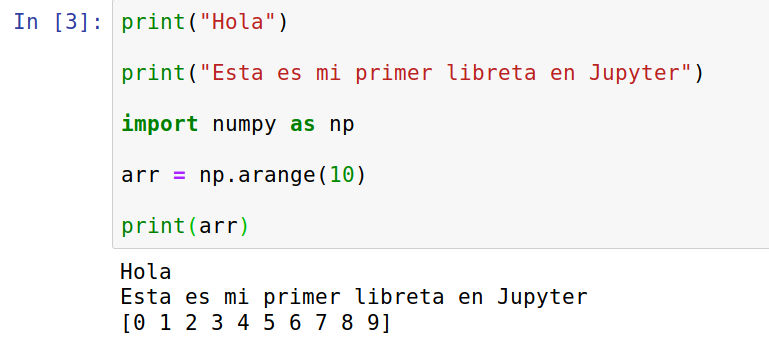 In [3]: print("Hola")
print("Esta es mi primer libreta en Jupyter")
import numpy as np
arr = np.arange(10)
print(arr)
Hola
Esta es mi primer libreta en Jupyter
[0 1 2 3 4 5 6 7 8 9]